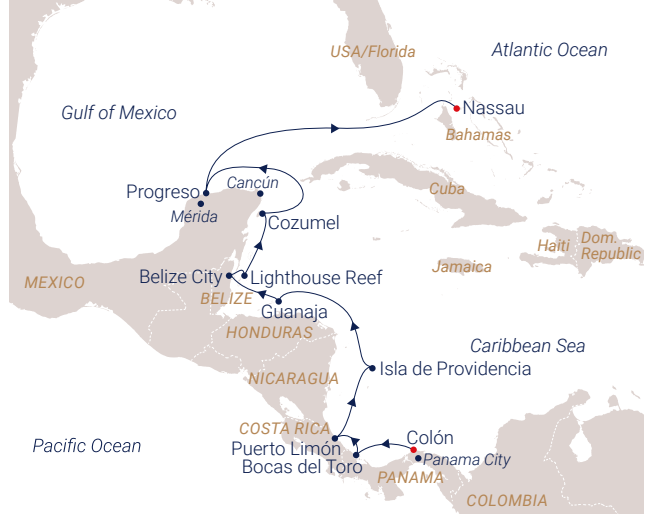 USA/Florida
Atlantic Ocean
Gulf of Mexico
Nassau
Bahamas
Cancún
Progreso
Mérida
Cuba
Cozumel
Haiti
Dom.
Republic
Jamaica
MEXICO
Belize City
Lighthouse Reef
BELIZE
Guanaja
HONDURAS
Caribbean Sea
Isla de Providencia
NICARAGUA
COSTA RICA
Colón
Pacific Ocean
Puerto Limón
Panama City
Bocas del Toro
PANAMA
COLOMBIA